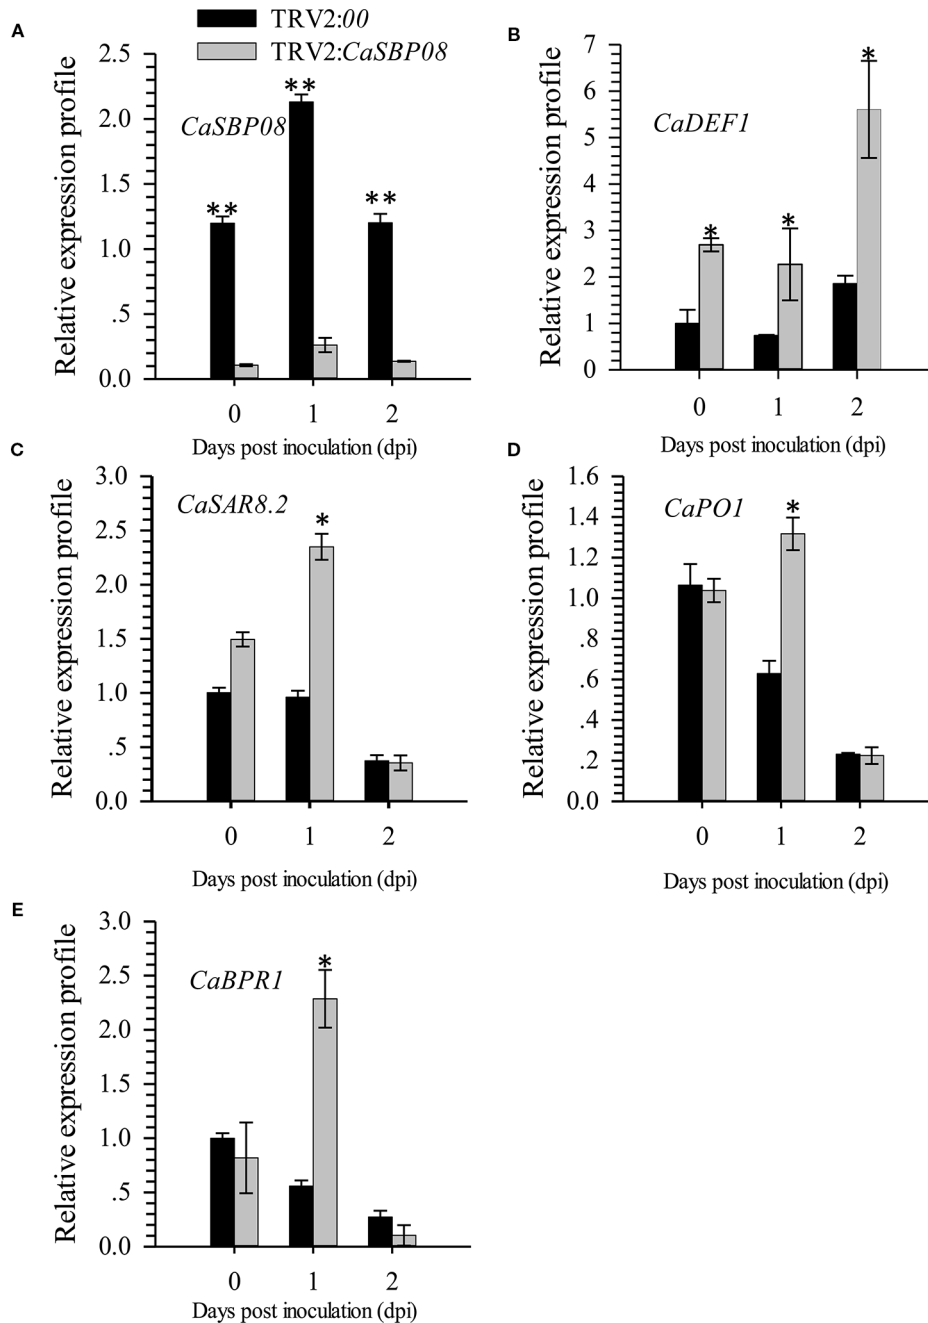 A
TRV2:00
TRV2:CaSBP08
Relative expression profile
2.5
2.0
1.5
1.0
.5
0.0
CaSBP08
**
**
**
0 1 2
Days post inoculation (dpi)
B
Relative expression profile
7
6
5
4
3
2
1
0
CaDEF1
*
*
*
0 1 2
Days post inoculation (dpi)
C
Relative expression profile
3.0
2.5
2.0
1.5
1.0
.5
0.0
CaSAR8.2
*
0 1 2
Days post inoculation (dpi)
D
Relative expression profile
1.6
1.4
1.2
1.0
.6
.4
.2
0.0
CaPO1
*
0 1 2
Days post inoculation (dpi)
E
Relative expression profile
3.0
2.5
2.0
1.5
1.0
.5
0.0
CaBPR1
*
0 1 2
Days post inoculation (dpi)